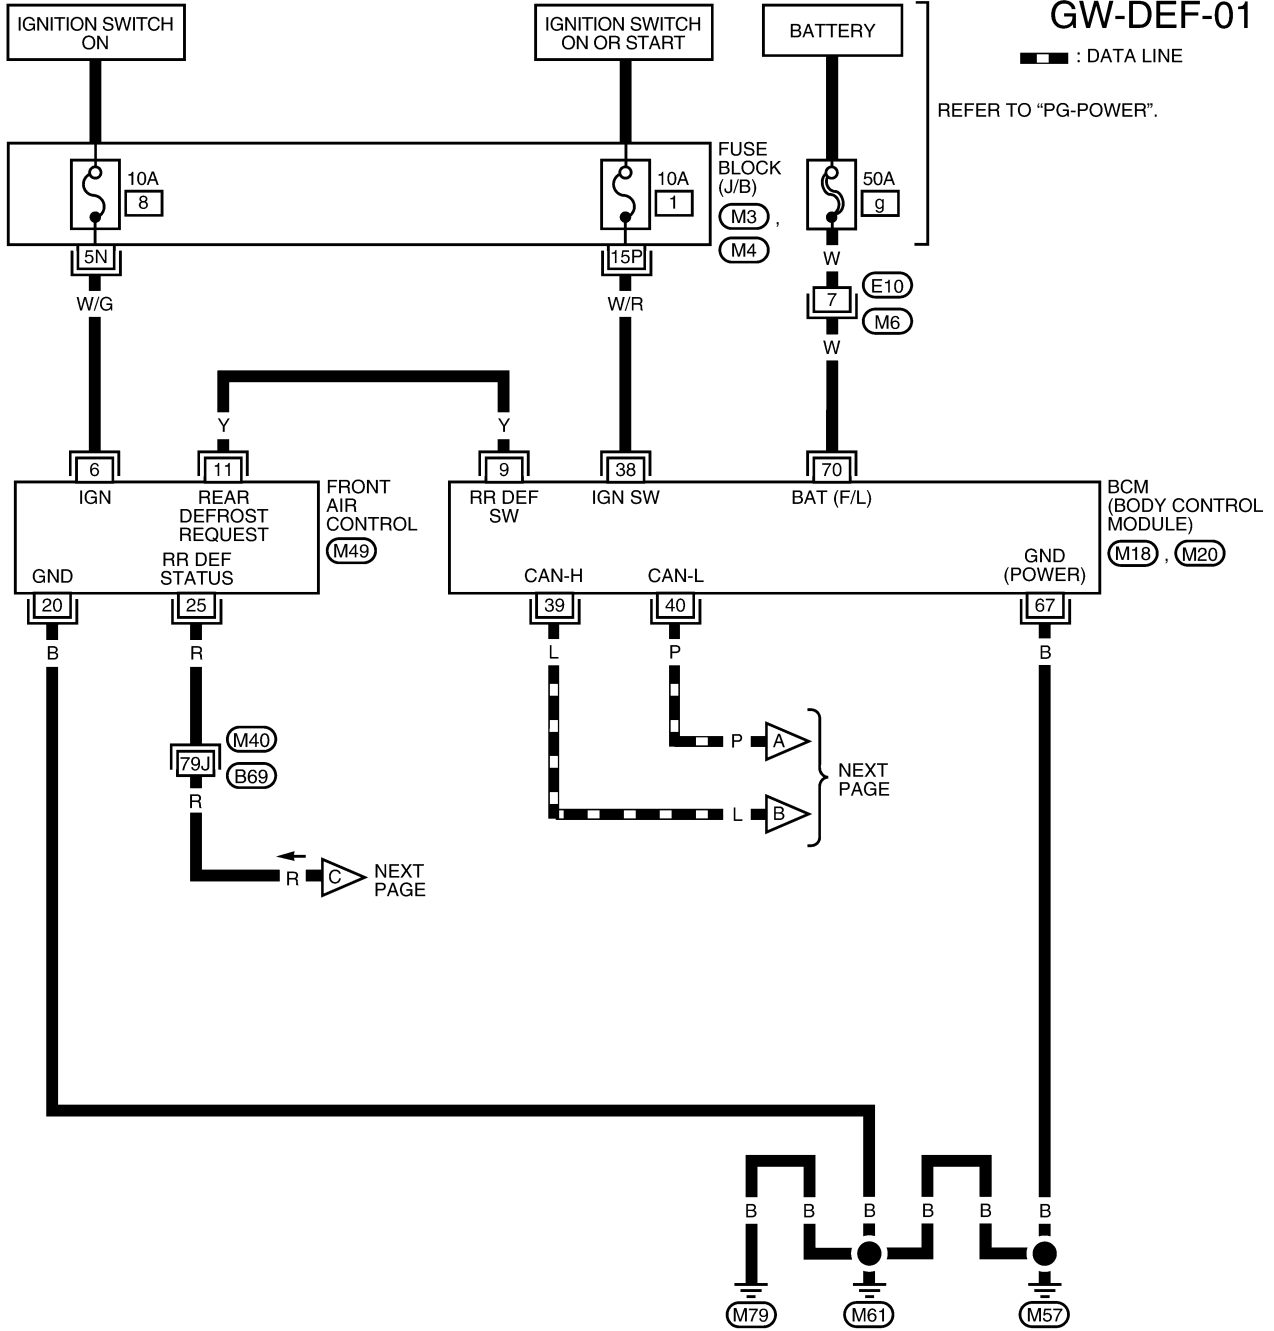 GW-DEF-01
IGNITION SWITCH
ON
IGNITION SWITCH
ON OR START
BATTERY
: DATA LINE
REFER TO “PG-POWER”.
10A
8
10A
1
FUSE
BLOCK
(J/B)
M3 ,
M4
50A
g
5N
15P
W
W/G
W/R
7
E10
M6
W
Y
Y
6
11
9
38
70
IGN
REAR
DEFROST
REQUEST
FRONT
AIR
CONTROL
M49
RR DEF
SW
IGN SW
BAT (F/L)
BCM
(BODY CONTROL
MODULE)
M18 , M20
GND
RR DEF
STATUS
CAN-H
CAN-L
GND
(POWER)
20
25
39
40
67
B
R
L
P
B
M40
79J
B69
R
P
A
L
B
NEXT
PAGE
R
C
NEXT
PAGE
B
B
B
B
B
B
M79
M61
M57